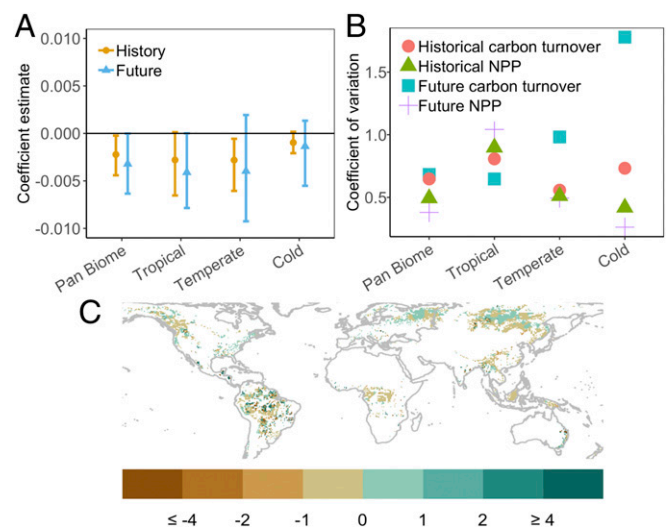 A
0.010
0.005
0.000
-0.005
-0.010
Coefficient estimate
History
Future
Pan Biome
Tropical
Temperate
Cold
B
1.5
1.0
0.5
Coefficient of variation
Historical carbon turnover
Historical NPP
Future carbon turnover
Future NPP
Pan Biome
Tropical
Temperate
Cold
C
≤ -4 -2 -1 0 1 2 ≥ 4